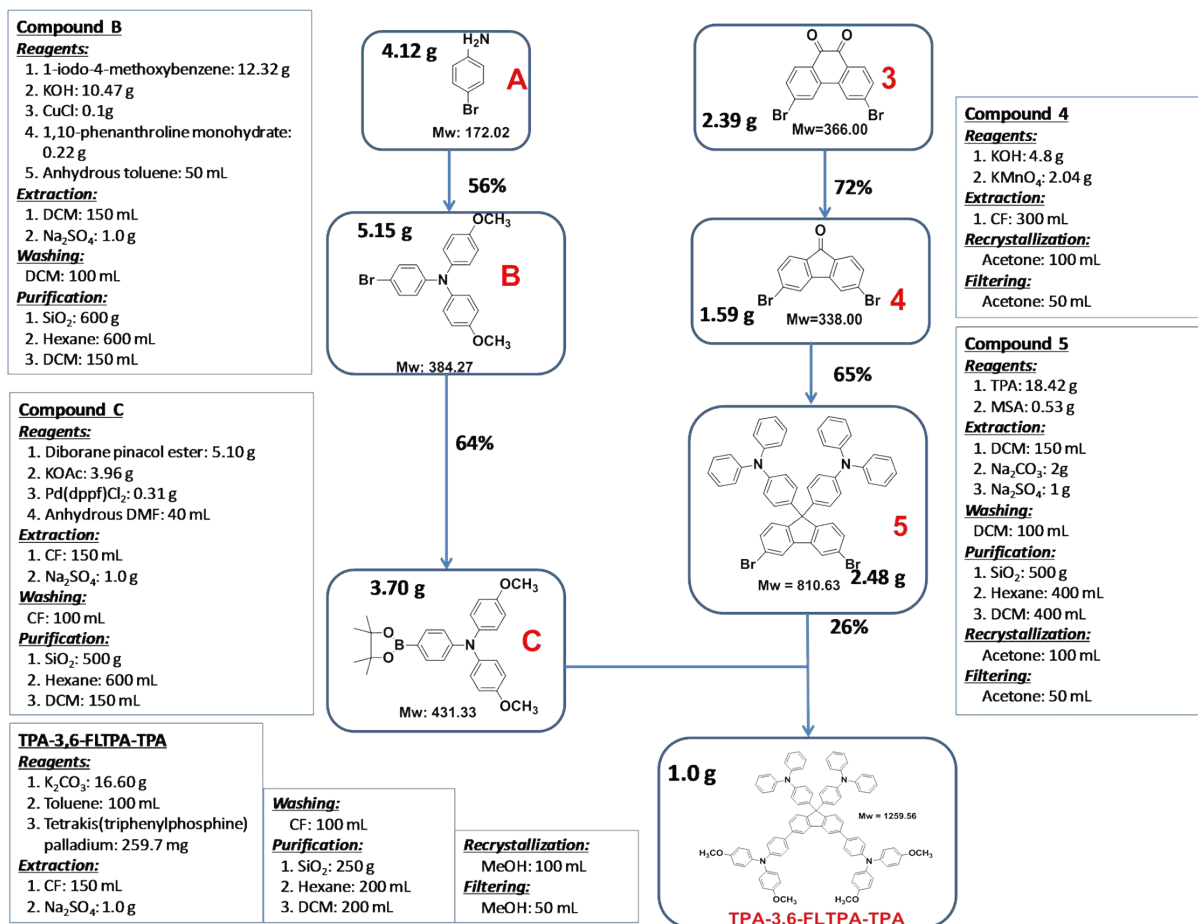 Compound B
Reagents:
1. 1-iodo-4-methoxybenzene: 12.32 g
2. KOH: 10.47 g
3. CuCl: 0.1g
4. 1,10-phenanthroline monohydrate:
0.22 g
5. Anhydrous toluene: 50 mL
Extraction:
1. DCM: 150 mL
2. Na₂SO₄: 1.0 g
Washing:
DCM: 100 mL
Purification:
1. SiO₂: 600 g
2. Hexane: 600 mL
3. DCM: 150 mL
Compound C
Reagents:
1. Diborane pinacol ester: 5.10 g
2. KOAc: 3.96 g
3. Pd(dppf)Cl₂: 0.31 g
4. Anhydrous DMF: 40 mL
Extraction:
1. CF: 150 mL
2. Na₂SO₄: 1.0 g
Washing:
CF: 100 mL
Purification:
1. SiO₂: 500 g
2. Hexane: 600 mL
3. DCM: 150 mL
TPA-3,6-FLTPA-TPA
Reagents:
1. K₂CO₃: 16.60 g
2. Toluene: 100 mL
3. Tetrakis(triphenylphosphine)
palladium: 259.7 mg
Extraction:
1. CF: 150 mL
2. Na₂SO₄: 1.0 g
Washing:
CF: 100 mL
Purification:
1. SiO₂: 250 g
2. Hexane: 200 mL
3. DCM: 200 mL
Recrystallization:
MeOH: 100 mL
Filtering:
MeOH: 50 mL
4.12 g
H₂N
A
Br
Mw: 172.02
56%
5.15 g
OCH₃
Br
N
B
OCH₃
Mw: 384.27
64%
3.70 g
OCH₃
O
B
N
O
C
OCH₃
Mw: 431.33
O O
3
Br Br
2.39 g
Mw=366.00
72%
O
Br Br
4
1.59 g
Mw=338.00
65%
N N
5
Br Br
Mw = 810.63
2.48 g
26%
1.0 g
N N
Mw = 1259.56
H₃CO
OCH₃
N N
OCH₃
H₃CO
TPA-3,6-FLTPA-TPA
Compound 4
Reagents:
1. KOH: 4.8 g
2. KMnO₄: 2.04 g
Extraction:
1. CF: 300 mL
Recrystallization:
Acetone: 100 mL
Filtering:
Acetone: 50 mL
Compound 5
Reagents:
1. TPA: 18.42 g
2. MSA: 0.53 g
Extraction:
1. DCM: 150 mL
2. Na₂CO₃: 2g
3. Na₂SO₄: 1 g
Washing:
DCM: 100 mL
Purification:
1. SiO₂: 500 g
2. Hexane: 400 mL
3. DCM: 400 mL
Recrystallization:
Acetone: 100 mL
Filtering:
Acetone: 50 mL